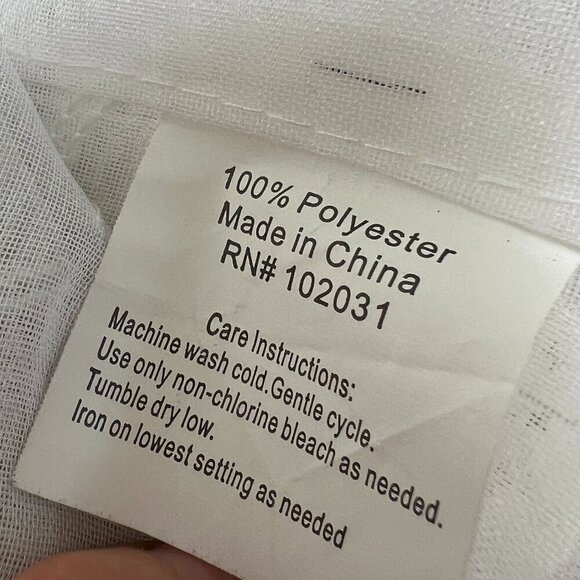 100% Polyester
Made in China
RN# 102031
Care Instructions:
Machine wash cold.Gentle cycle.
Use only non-chlorine bleach as needed.
Tumble dry low.
Iron on lowest setting as needed